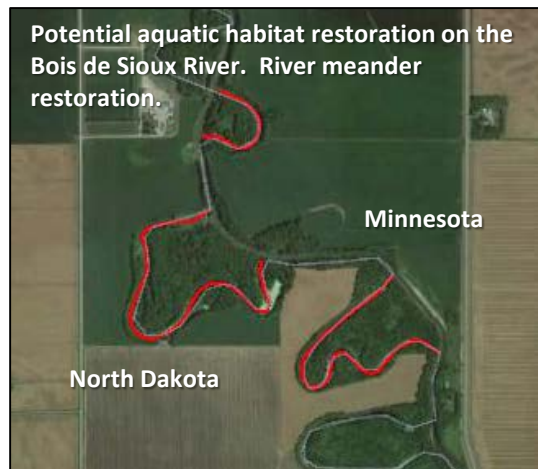 Potential aquatic habitat restoration on the
Bois de Sioux River.  River meander
restoration.
Minnesota
North Dakota